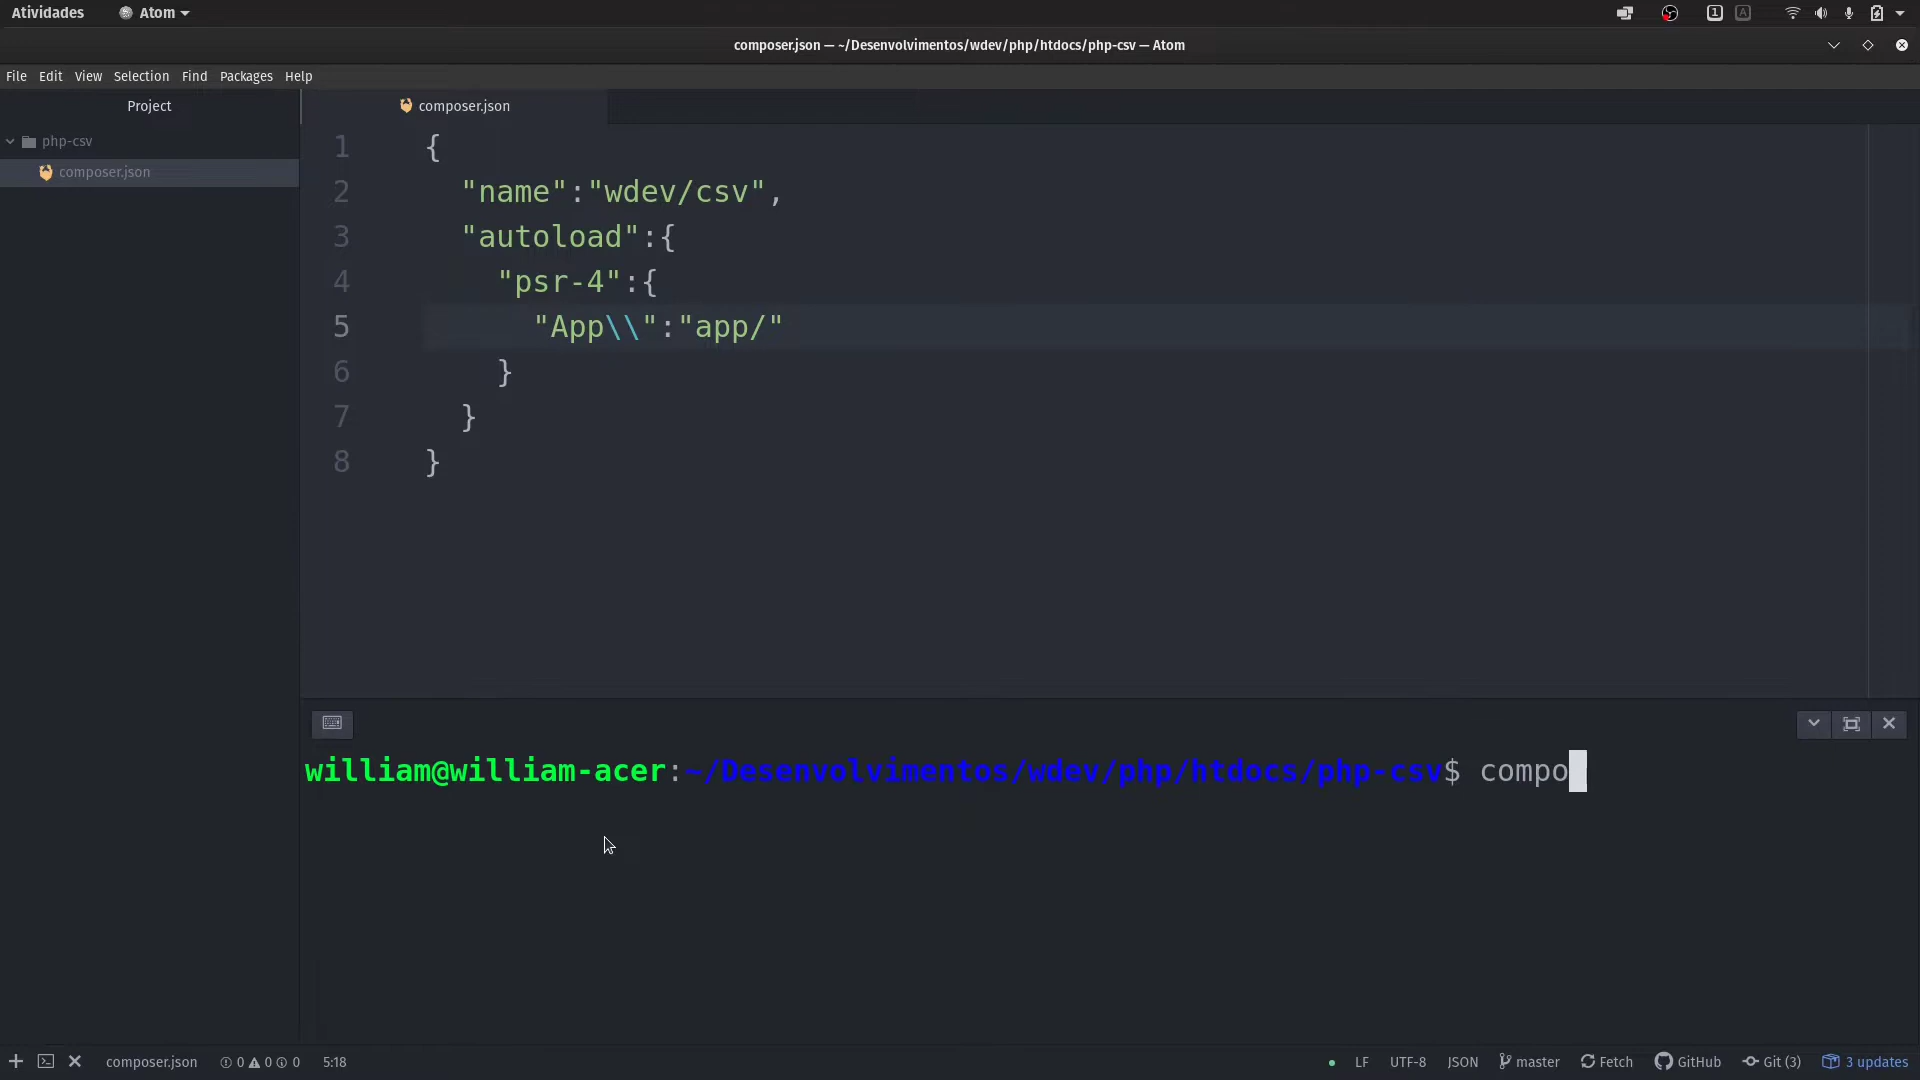 Atividades Atom 1 A
composer.json — ~/Desenvolvimentos/wdev/php/htdocs/php-csv — Atom
File Edit View Selection Find Packages Help
Project
php-csv
composer.json
composer.json
1 {
2 "name":"wdev/csv",
3 "autoload":{
4 "psr-4":{
5 "App\\":"app/"
6 }
7 }
8 }
william@william-acer:~/Desenvolvimentos/wdev/php/htdocs/php-csv$ compo
composer.json 0 0 0 5:18 LF UTF-8 JSON master Fetch GitHub Git (3) 3 updates